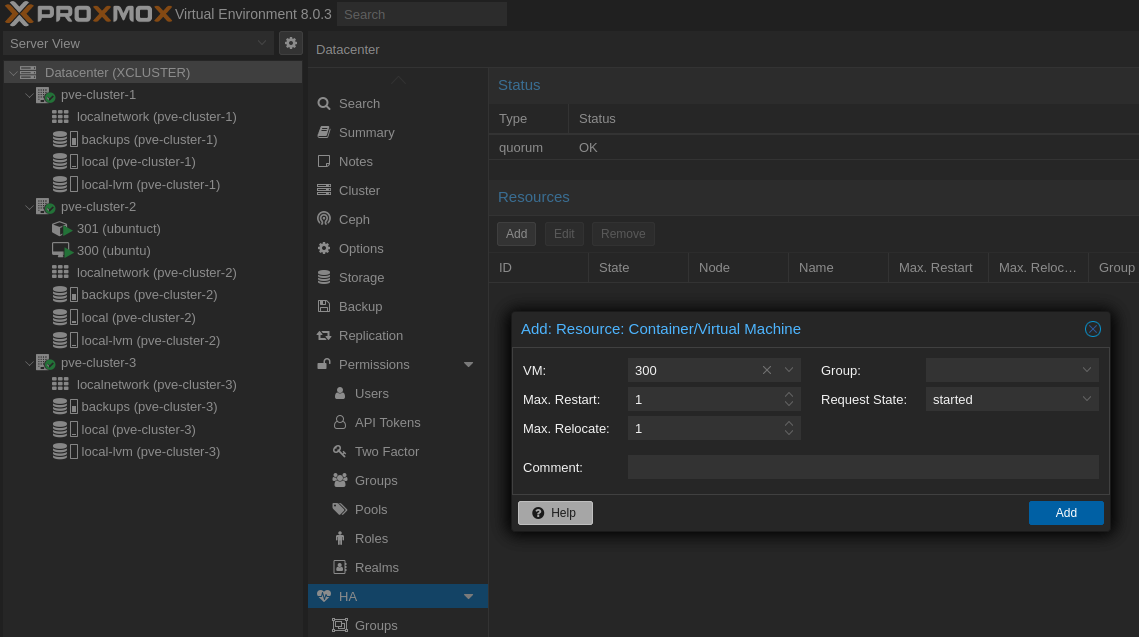 PROXMOX Virtual Environment 8.0.3 Search
Server View
Datacenter (XCLUSTER)
pve-cluster-1
localnetwork (pve-cluster-1)
backups (pve-cluster-1)
local (pve-cluster-1)
local-lvm (pve-cluster-1)
pve-cluster-2
301 (ubuntuct)
300 (ubuntu)
localnetwork (pve-cluster-2)
backups (pve-cluster-2)
local (pve-cluster-2)
local-lvm (pve-cluster-2)
pve-cluster-3
localnetwork (pve-cluster-3)
backups (pve-cluster-3)
local (pve-cluster-3)
local-lvm (pve-cluster-3)
Datacenter
Search
Summary
Notes
Cluster
Ceph
Options
Storage
Backup
Replication
Permissions
Users
API Tokens
Two Factor
Groups
Pools
Roles
Realms
HA
Groups
Status
Type Status
quorum OK
Resources
Add Edit Remove
ID State Node Name Max. Restart Max. Reloc… Group
Add: Resource: Container/Virtual Machine
VM: 300 Group:
Max. Restart: 1 Request State: started
Max. Relocate: 1
Comment:
Help Add